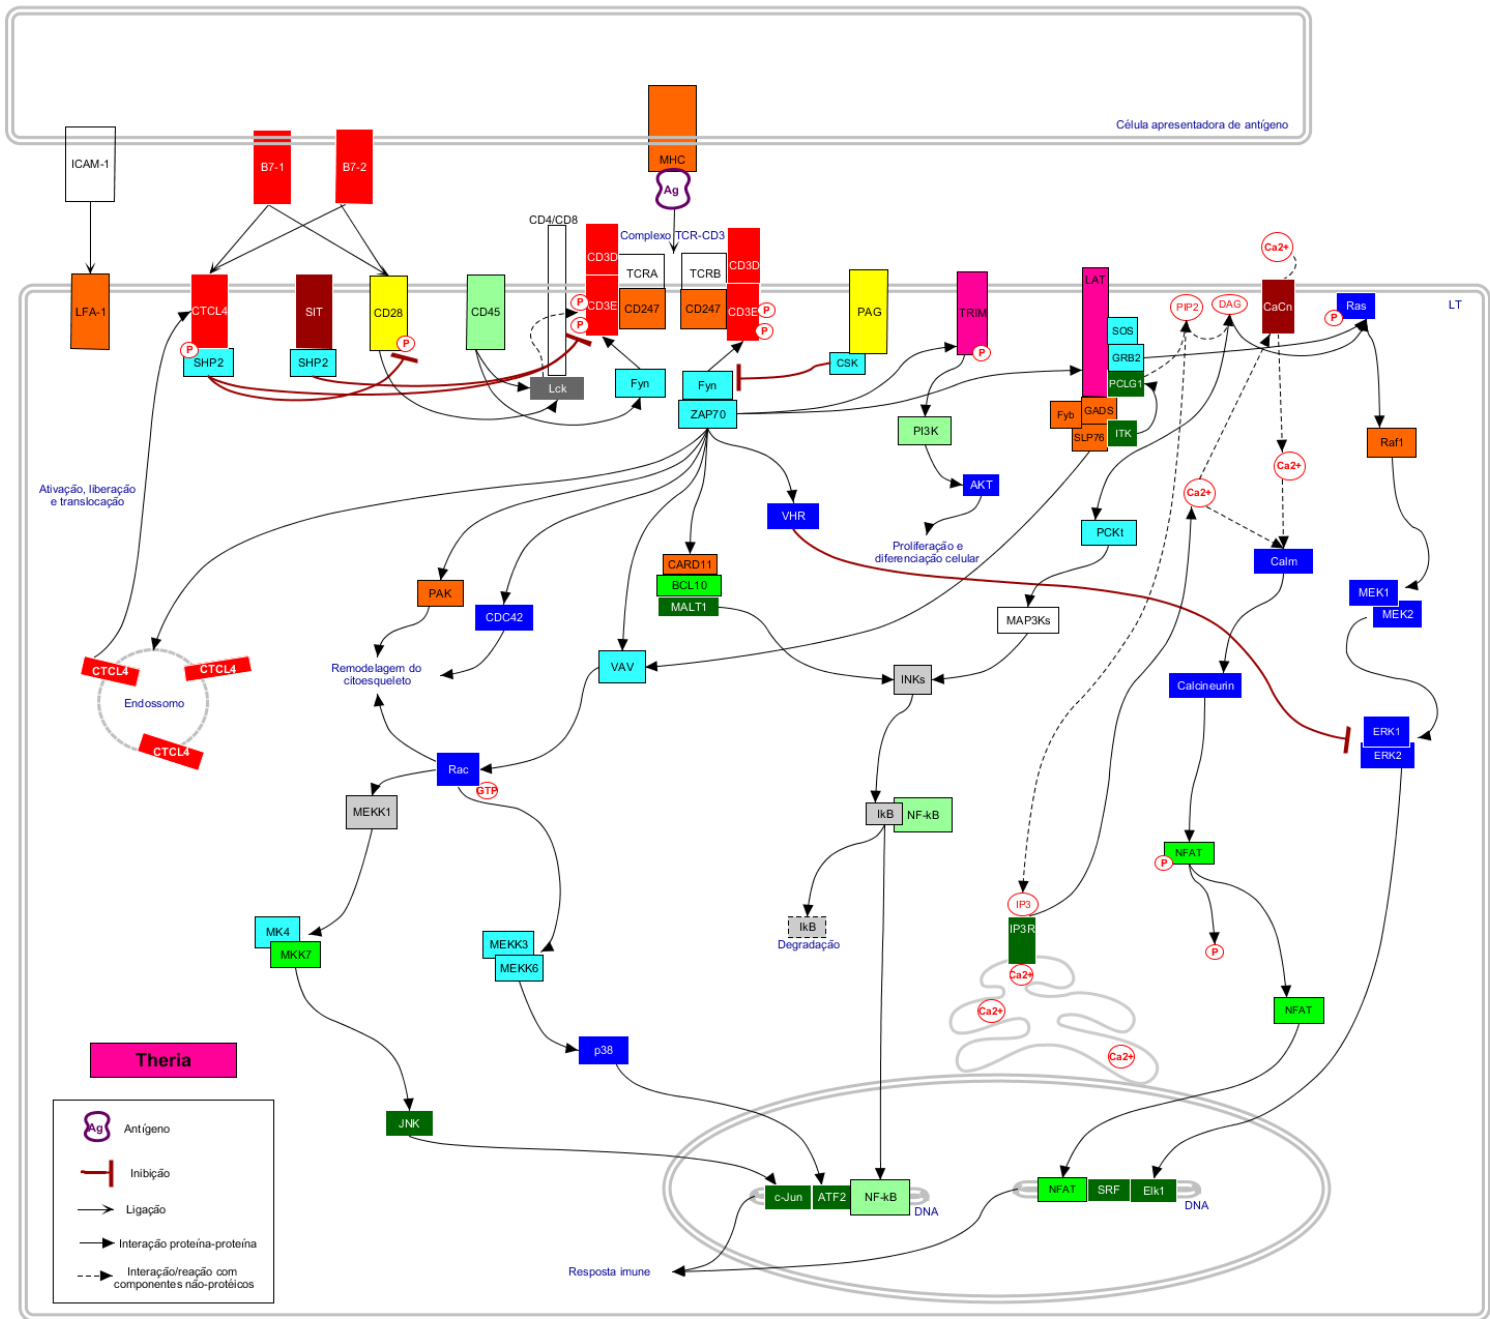 Célula apresentadora de antígeno
ICAM-1
B7-1
B7-2
MHC
Ag
CD4/CD8
Complexo TCR-CD3
CD3D
TCRA
TCRB
CD3D
Ca2+
LFA-1
CTCL4
SIT
CD28
CD45
P
P
CD3E
CD247
CD247
CD3E
P
P
PAG
TRIM
LAT
PIP2
DAG
CaCn
Ras
P
LT
P
SHP2
SHP2
P
Lck
Fyn
Fyn
ZAP70
CSK
P
SOS
GRB2
PCLG1
Fyb
GADS
SLP76
ITK
PI3K
Raf1
Ativação, liberação
e translocação
AKT
Ca2+
Ca2+
VHR
PCKt
Proliferação e
diferenciação celular
Calm
CARD11
BCL10
MALT1
PAK
CDC42
MAP3Ks
MEK1
MEK2
CTCL4
CTCL4
Endossomo
CTCL4
Remodelagem do
citoesqueleto
VAV
INKs
Calcineurin
ERK1
ERK2
Rac
GTP
MEKK1
IkB
NF-kB
NFAT
P
IkB
Degradação
IP3
IP3R
Ca2+
P
MK4
MKK7
MEKK3
MEKK6
Ca2+
NFAT
Ca2+
p38
Theria
JNK
Ag
Antígeno
Inibição
Ligação
Interação proteína-proteína
Interação/reação com
componentes não-protéicos
c-Jun
ATF2
NF-kB
DNA
NFAT
SRF
Elk1
DNA
Resposta imune